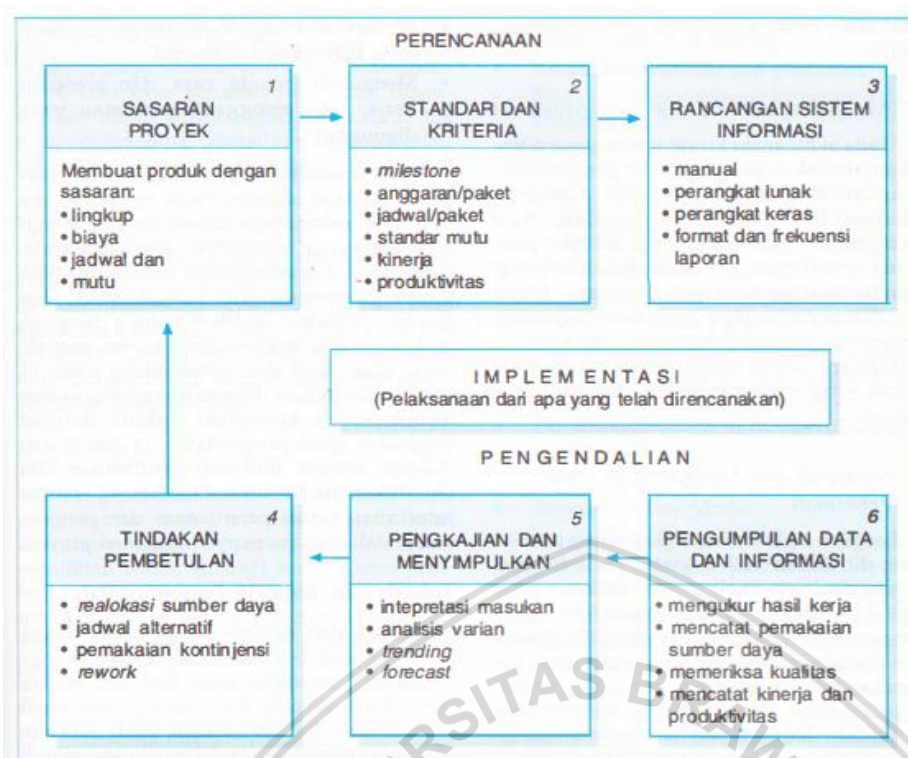 PERENCANAAN
1
SASARAN
PROYEK
Membuat produk dengan
sasaran:
• lingkup
• biaya
• jadwal dan
• mutu
2
STANDAR DAN
KRITERIA
• milestone
• anggaran/paket
• jadwal/paket
• standar mutu
• kinerja
• produktivitas
3
RANCANGAN SISTEM
INFORMASI
• manual
• perangkat lunak
• perangkat keras
• format dan frekuensi
laporan
IMPLEMENTASI
(Pelaksanaan dari apa yang telah direncanakan)
PENGENDALIAN
4
TINDAKAN
PEMBETULAN
• realokasi sumber daya
• jadwal alternatif
• pemakaian kontinjensi
• rework
5
PENGKAJIAN DAN
MENYIMPULKAN
• intepretasi masukan
• analisis varian
• trending
• forecast
6
PENGUMPULAN DATA
DAN INFORMASI
• mengukur hasil kerja
• mencatat pemakaian
sumber daya
• memeriksa kualitas
• mencatat kinerja dan
produktivitas
RSITAS BRAW